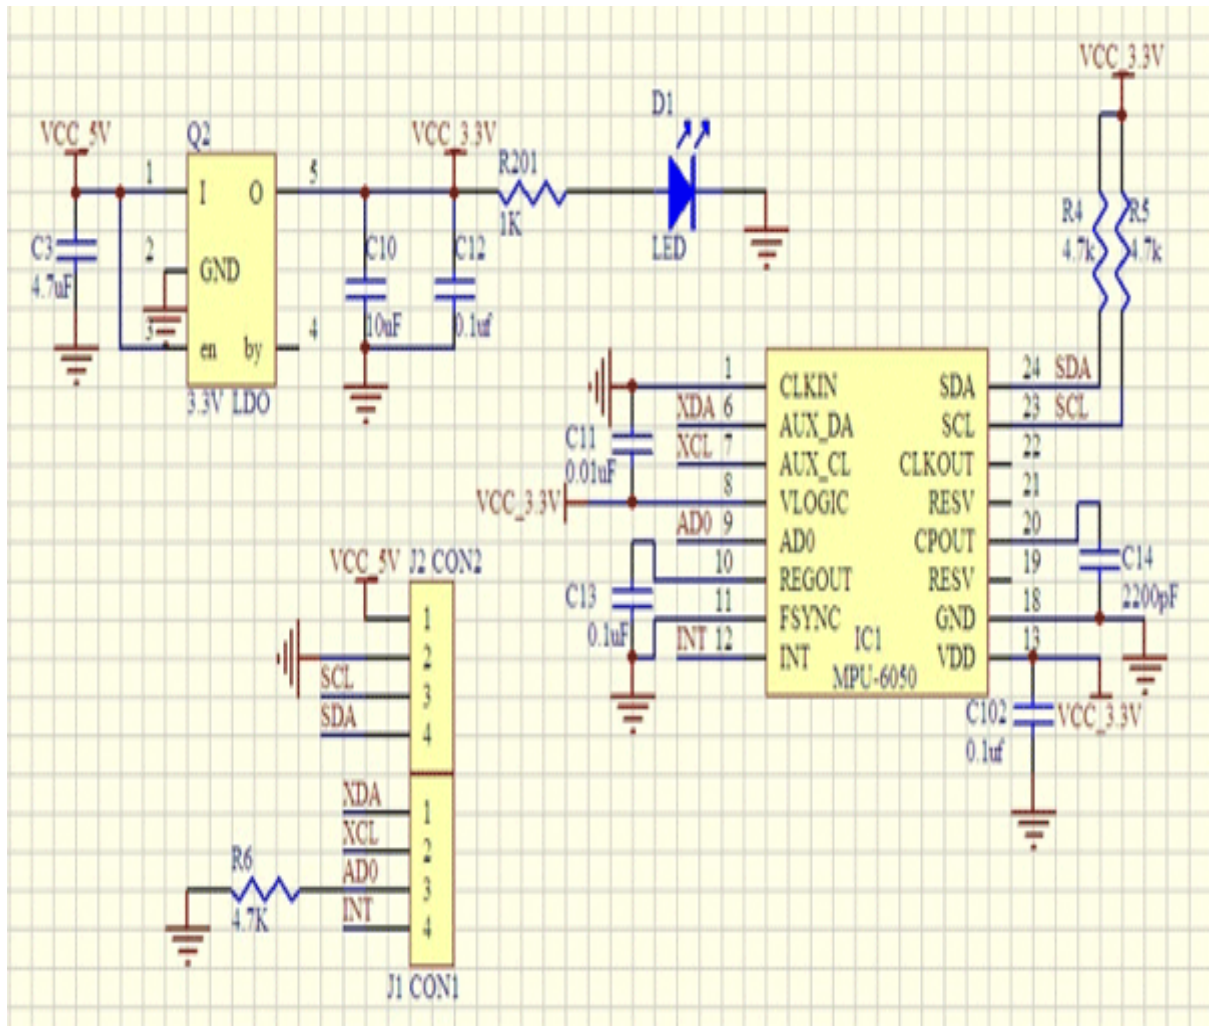 VCC_3.3V
D1
VCC_5V
Q2
VCC_3.3V
R201
1
5
I
O
1K
LED
C3
4.7uF
2
GND
C10
10uF
C12
0.1uf
3
4
en
by
3.3V LDO
R4
4.7k
R5
4.7k
1
CLKIN
SDA
24
SDA
XDA
6
AUX_DA
SCL
23
SCL
C11
0.01uF
XCL
7
AUX_CL
CLKOUT
22
VCC_3.3V
8
VLOGIC
RESV
21
AD0
9
AD0
CPOUT
20
10
REGOUT
RESV
19
C14
2200pF
C13
0.1uF
11
FSYNC
GND
18
INT
12
INT
VDD
13
IC1
MPU-6050
C102
0.1uf
VCC_3.3V
VCC_5V
J2 CON2
1
2
SCL
3
SDA
4
XDA
1
XCL
2
R6
4.7K
AD0
3
INT
4
J1 CON1